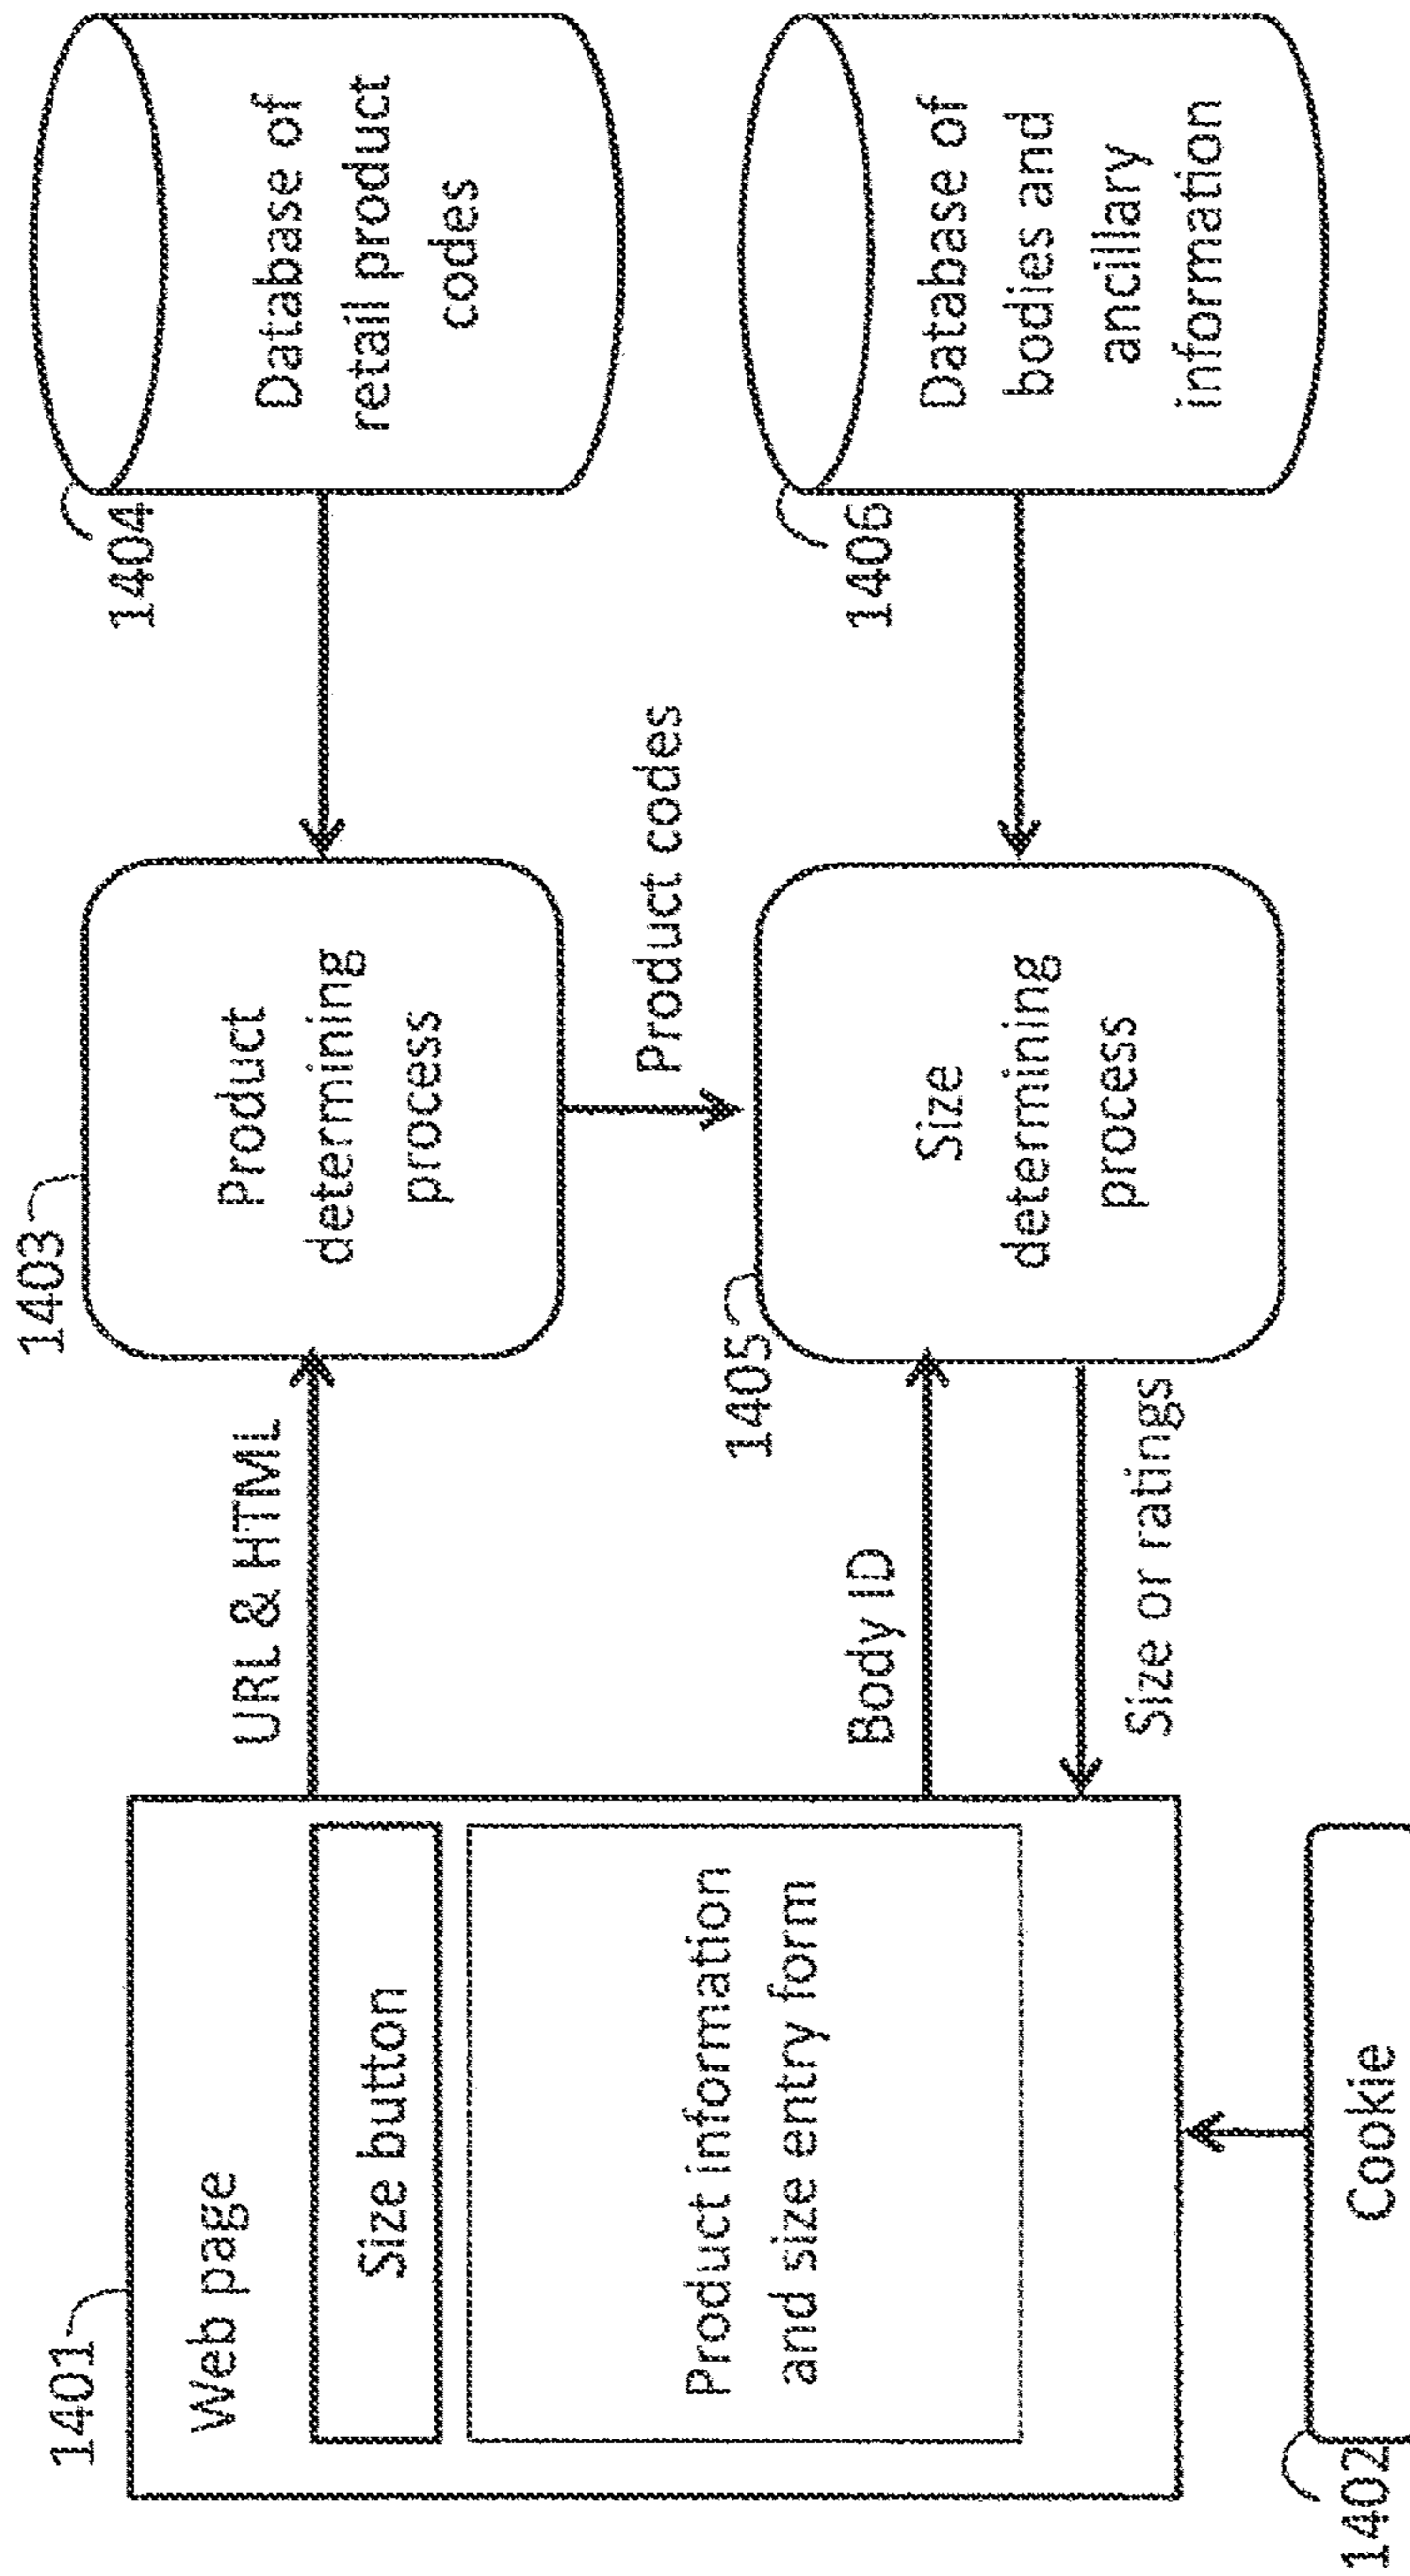 1401
Web page
Size button
Product information
and size entry form
1402
Cookie
URL & HTML
Body ID
Size or ratings
1403
Product
determining
process
Product codes
1405
Size
determining
process
1404
Database of
retail product
codes
1406
Database of
bodies and
ancillary
information